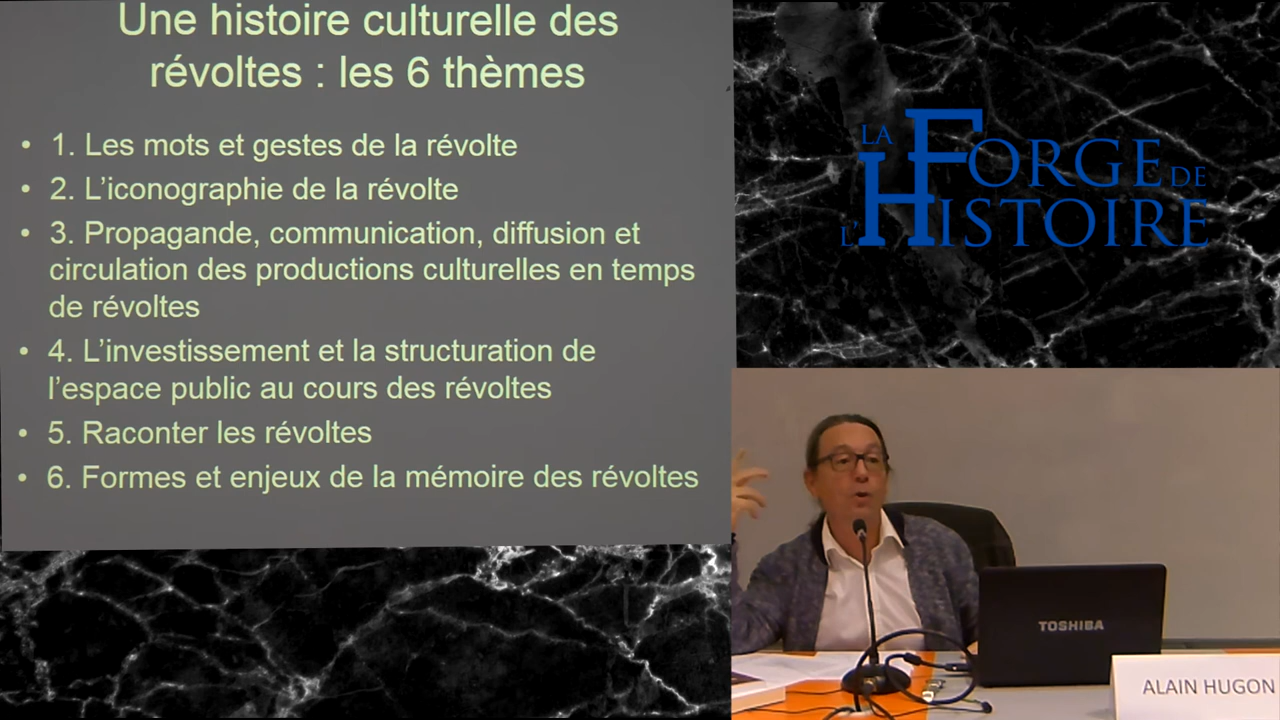 Une histoire culturelle des
révoltes : les 6 thèmes
• 1. Les mots et gestes de la révolte
• 2. L'iconographie de la révolte
• 3. Propagande, communication, diffusion et
circulation des productions culturelles en temps
de révoltes
• 4. L'investissement et la structuration de
l'espace public au cours des révoltes
• 5. Raconter les révoltes
• 6. Formes et enjeux de la mémoire des révoltes
LA FORGE DE
L'HISTOIRE
TOSHIBA
ALAIN HUGON